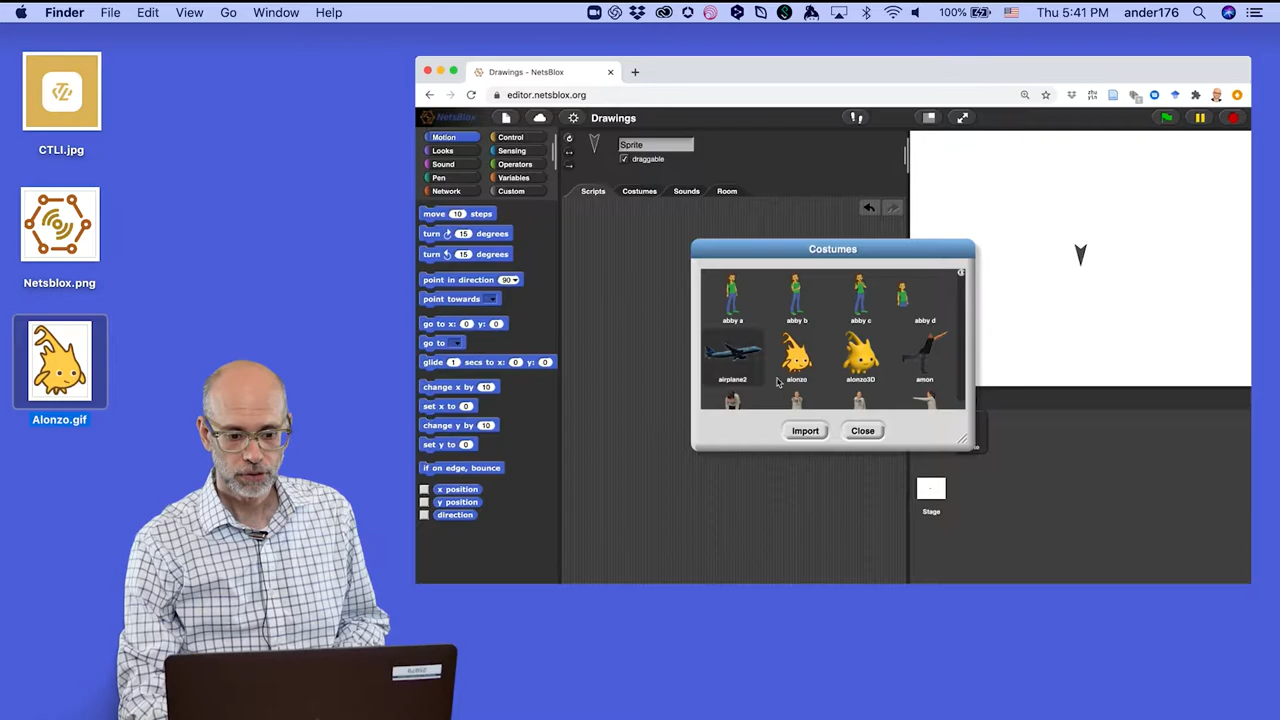 Finder File Edit View Go Window Help 100% Thu 5:41 PM ander176
CTLI.jpg
Netsblox.png
Alonzo.gif
Drawings - NetsBlox
editor.netsblox.org
NetsBlox
Drawings
Motion
Control
Looks
Sensing
Sound
Operators
Pen
Variables
Network
Custom
Sprite
draggable
Scripts Costumes Sounds Room
move 10 steps
turn 15 degrees
turn 15 degrees
point in direction 90
point towards
go to x: 0 y: 0
go to
glide 1 secs to x: 0 y: 0
change x by 10
set x to 0
change y by 10
set y to 0
if on edge, bounce
x position
y position
direction
Costumes
abby a abby b abby c abby d
airplane2 alonzo alonzo3D amon
Import Close
Stage